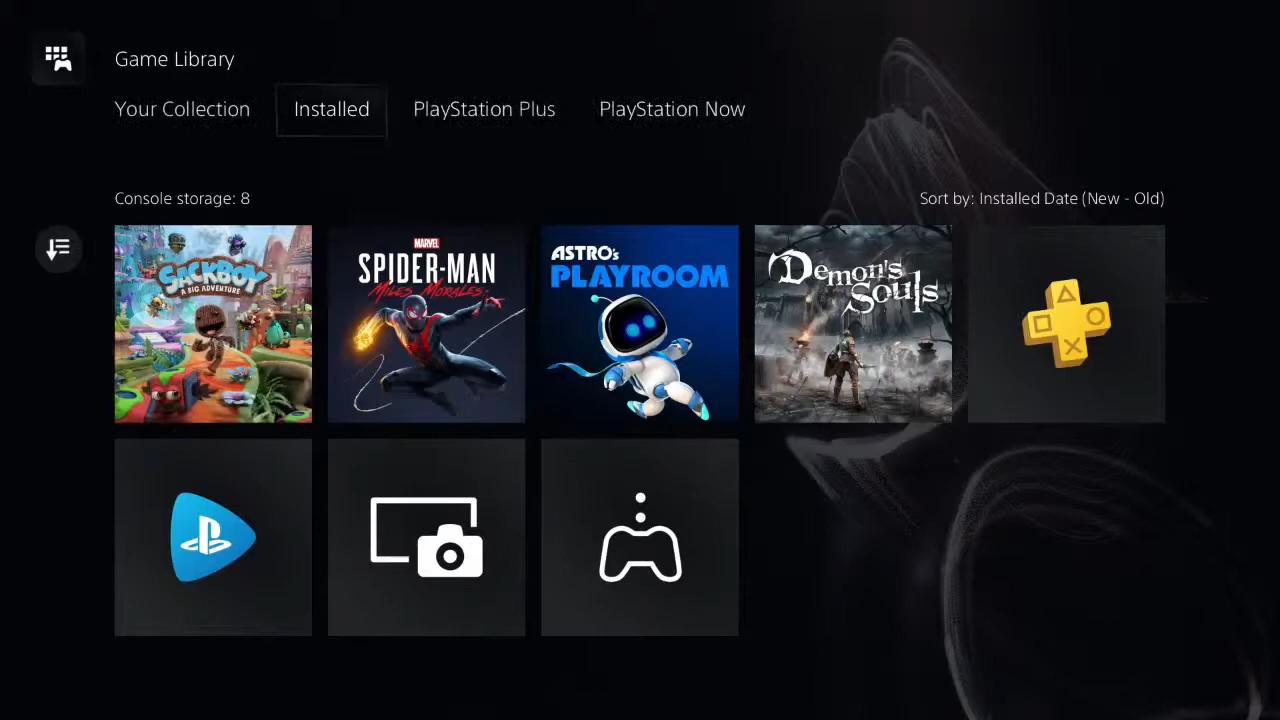 Game Library
Your Collection
Installed
PlayStation Plus
PlayStation Now
Console storage: 8
Sort by: Installed Date (New - Old)
SACKBOY
A BIG ADVENTURE
MARVEL
SPIDER-MAN
MILES MORALES
ASTRO's
PLAYROOM
Demon's
Souls